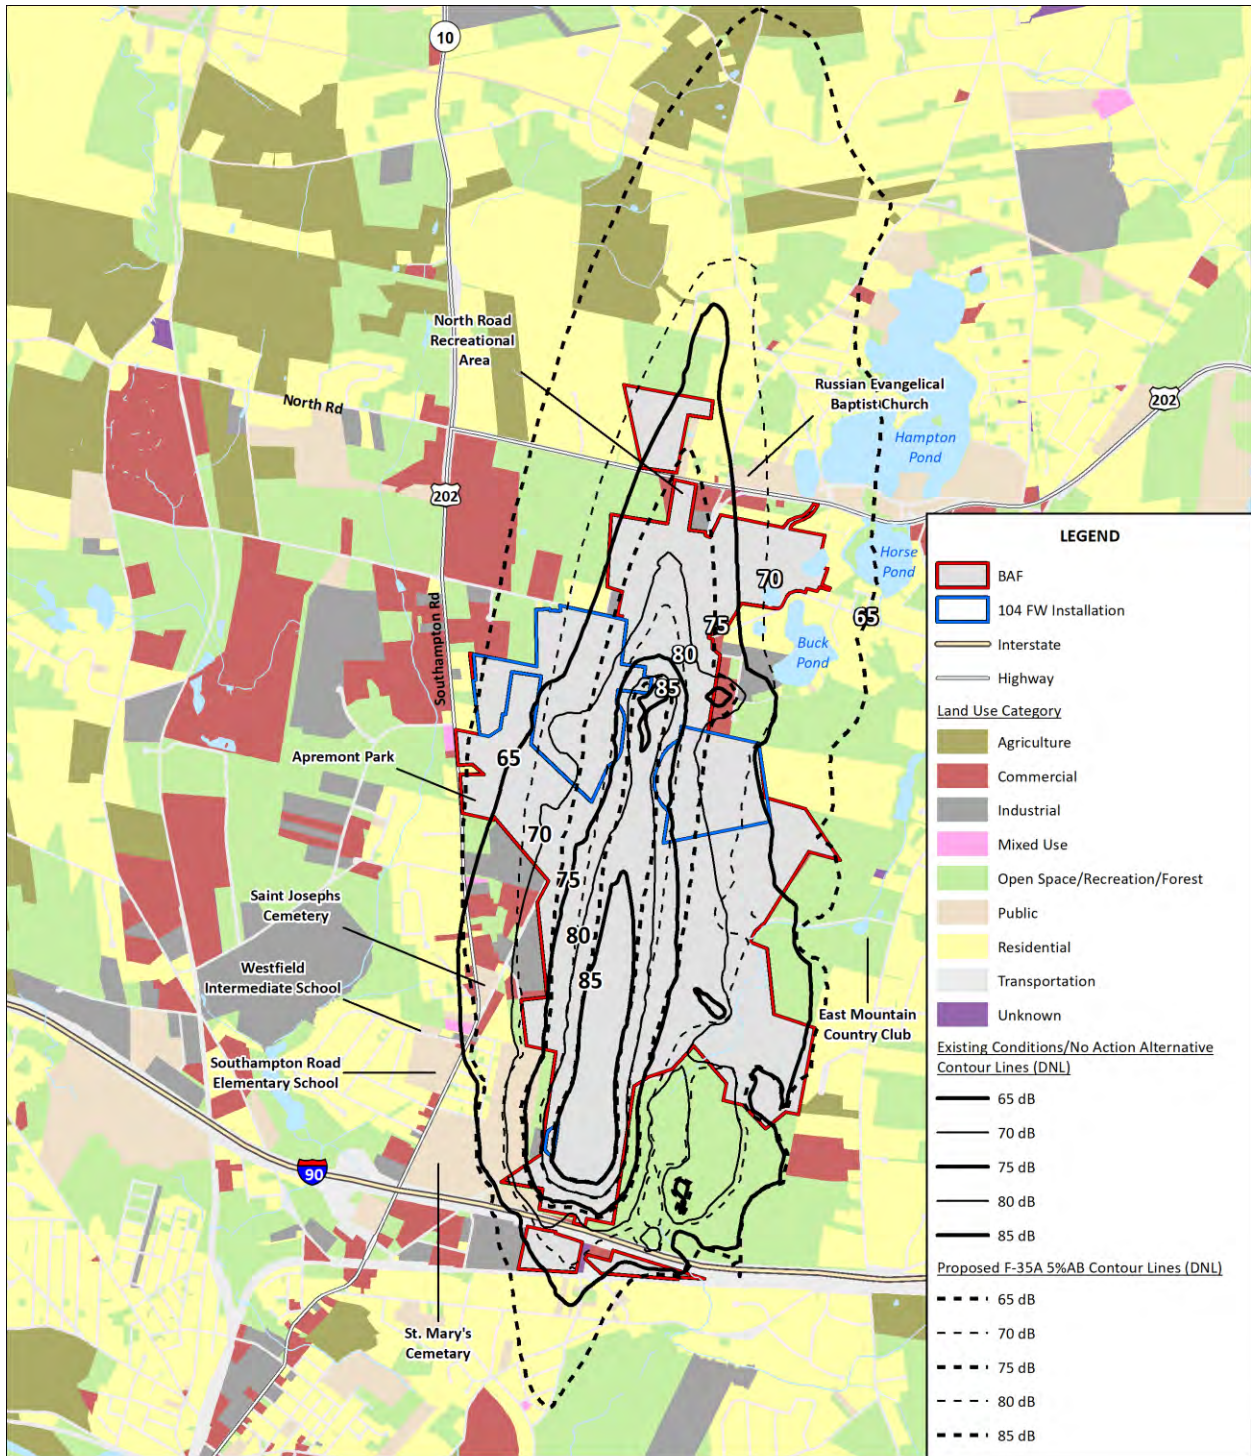 10
North Road
Recreational
Area
Russian Evangelical
Baptist Church
202
North Rd
Hampton
Pond
202
Horse
Pond
70
65
75
Buck
Pond
80
85
Southampton Rd
Apremont Park
65
70
75
80
85
Saint Josephs
Cemetery
Westfield
Intermediate School
Southampton Road
Elementary School
East Mountain
Country Club
90
St. Mary's
Cemetary
LEGEND
BAF
104 FW Installation
Interstate
Highway
Land Use Category
Agriculture
Commercial
Industrial
Mixed Use
Open Space/Recreation/Forest
Public
Residential
Transportation
Unknown
Existing Conditions/No Action Alternative
Contour Lines (DNL)
65 dB
70 dB
75 dB
80 dB
85 dB
Proposed F-35A 5%AB Contour Lines (DNL)
65 dB
70 dB
75 dB
80 dB
85 dB